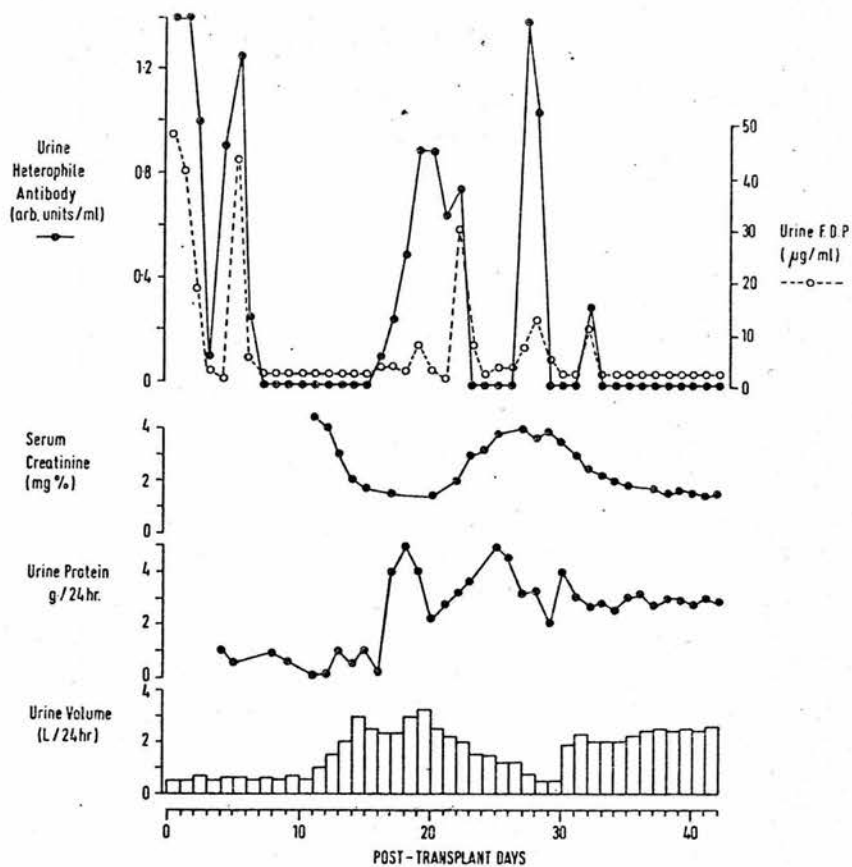 1·2
0·8
0·4
0
Urine
Heterophile
Antibody
(arb. units/ml)
50
40
30
20
10
0
Urine F.D.P
(µg/ml)
Serum
Creatinine
(mg %)
4
2
0
Urine Protein
g/24hr.
4
2
0
Urine Volume
(L/24hr)
4
2
0
0 10 20 30 40
POST-TRANSPLANT DAYS